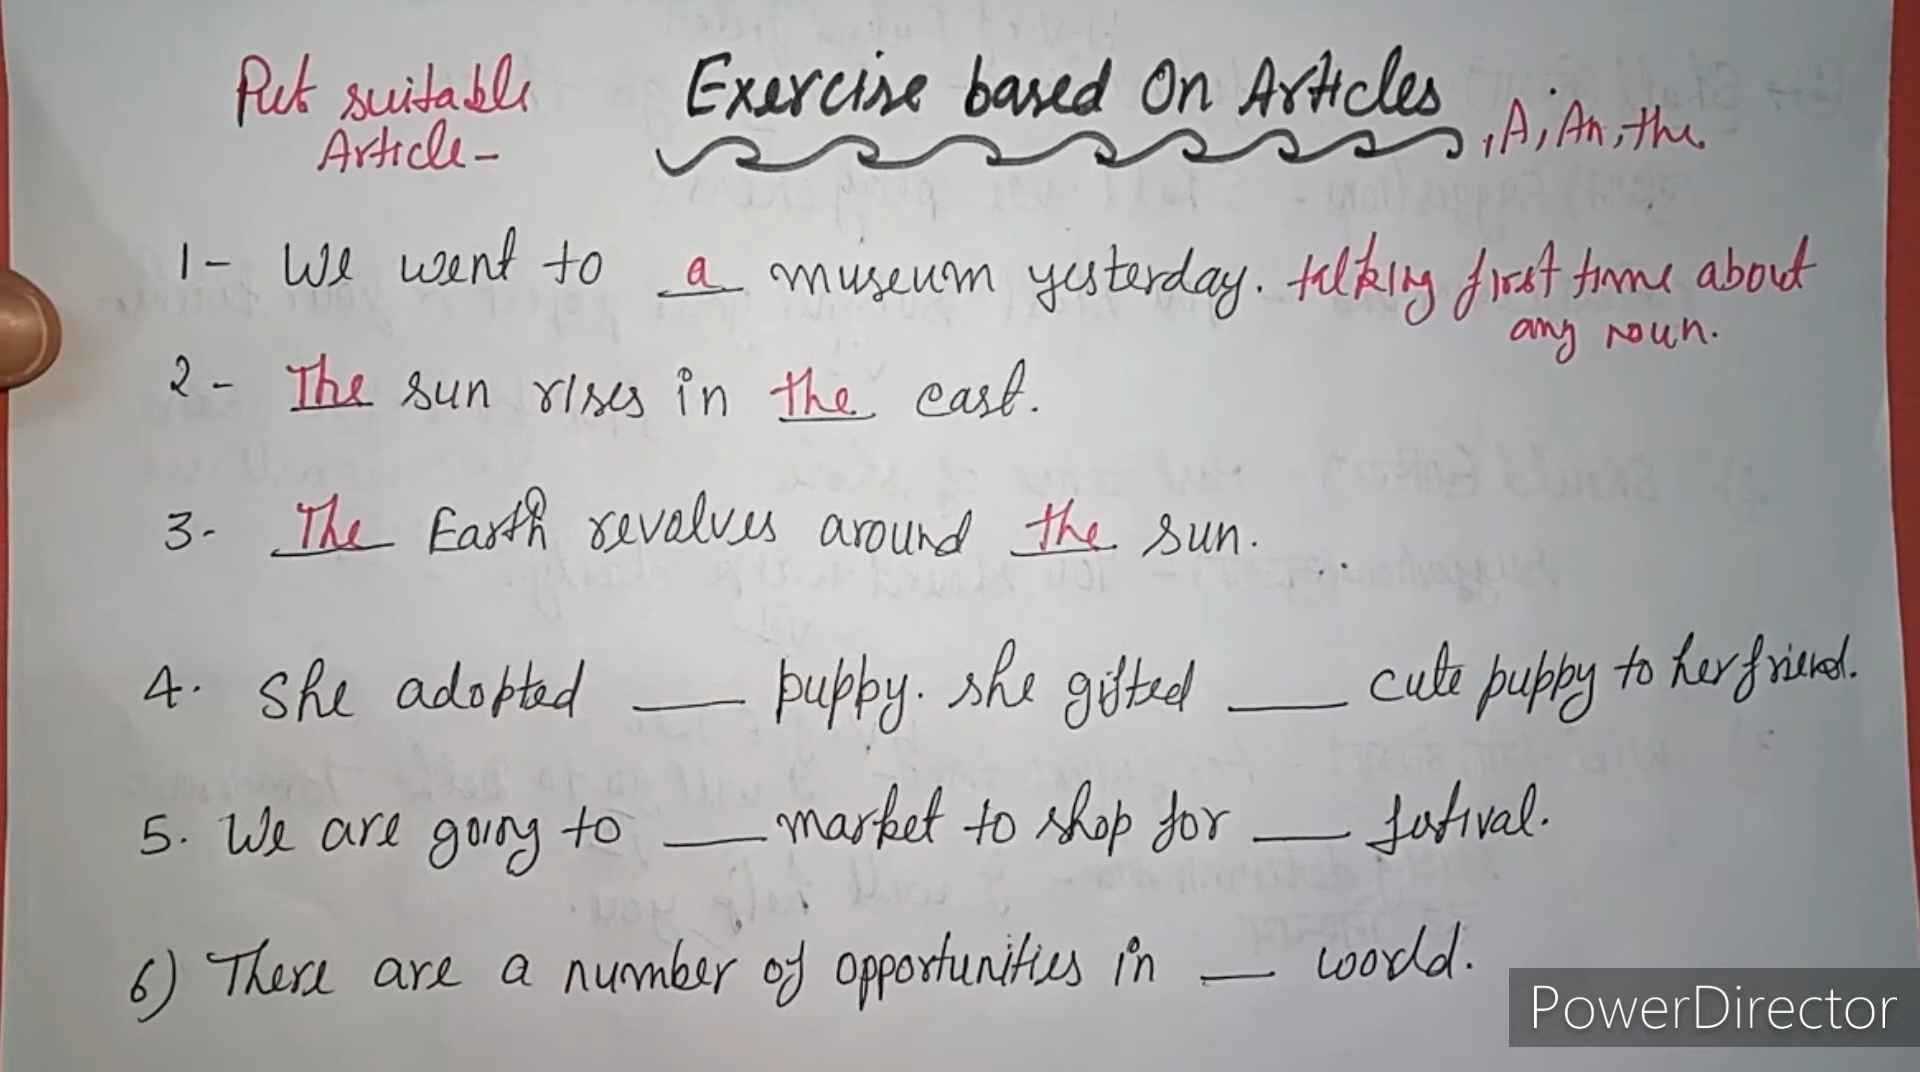 Put suitable Article-
Exercise based On Articles, A, An, the
1- We went to a museum yesterday. talking first time about
any noun.
2- The sun rises in the east.
3- The Earth revolves around the sun.
4. She adopted ___ puppy. she gifted ___ cute puppy to her friend.
5. We are going to ___ market to shop for ___ festival.
6) There are a number of opportunities in ___ world.
PowerDirector